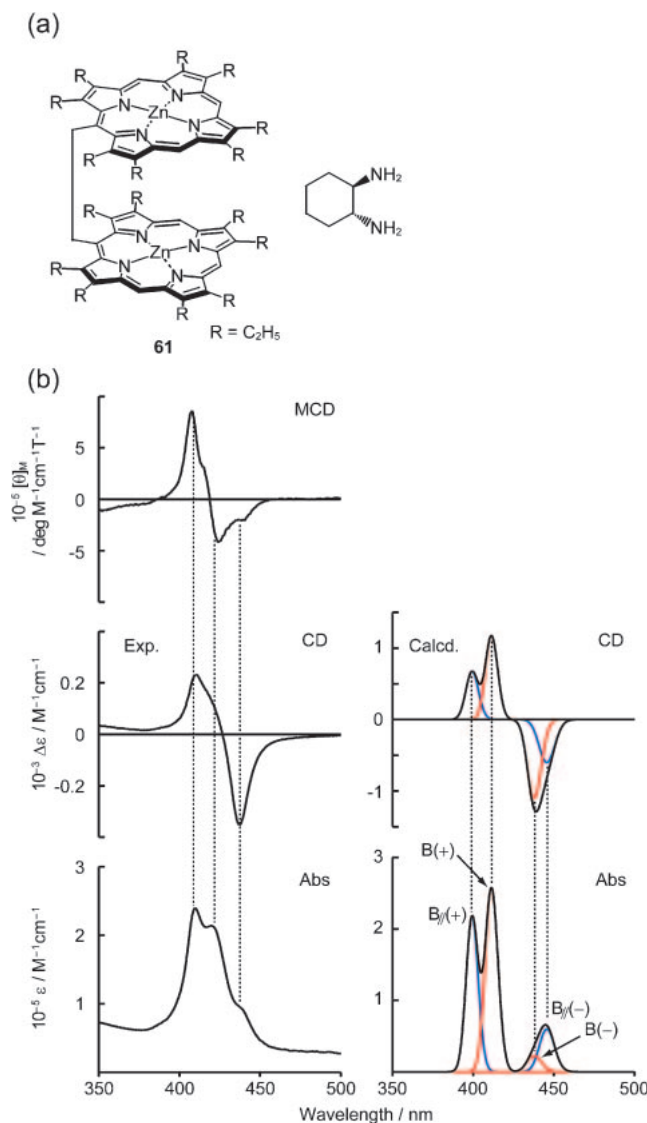 (a)
R R
R R
N N
Zn
R N N R
R R
R R
R R
N N
Zn
R N N R
R R
R = C₂H₅
61
NH₂
NH₂
(b)
MCD
10⁻⁵ [θ]M
/ deg M⁻¹cm⁻¹T⁻¹
5
0
-5
Exp.
CD
10⁻³ Δε / M⁻¹cm⁻¹
0.2
0
-0.2
Calcd.
CD
1
0
-1
Abs
10⁻⁵ ε / M⁻¹cm⁻¹
3
2
1
350 400 450 500
Abs
3
2
1
B(+)
B//(+)
B//(−)
B(−)
350 400 450 500
Wavelength / nm